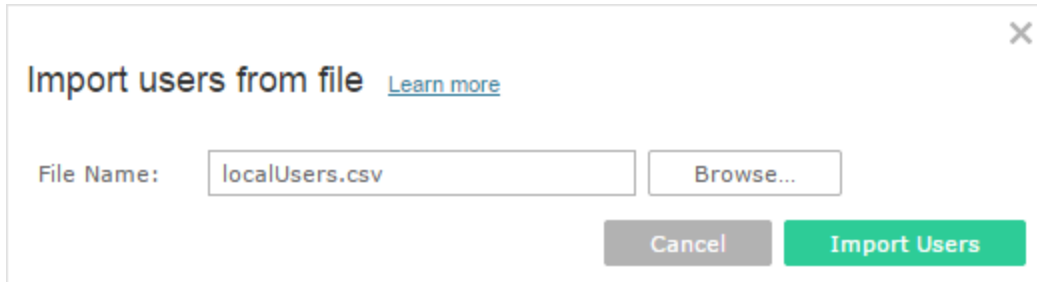 Import users from file Learn more
File Name: localUsers.csv Browse...
Cancel Import Users